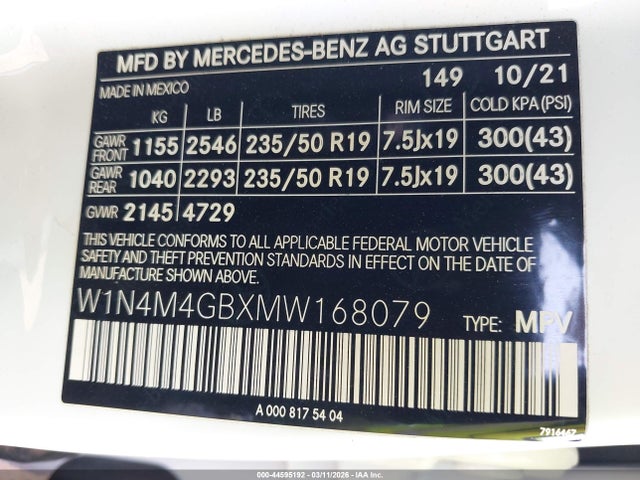 MFD BY MERCEDES-BENZ AG STUTTGART
MADE IN MEXICO 149 10/21
KG LB TIRES RIM SIZE COLD KPA (PSI)
GAWR FRONT 1155 2546 235/50 R19 7.5Jx19 300(43)
GAWR REAR 1040 2293 235/50 R19 7.5Jx19 300(43)
GVWR 2145 4729
THIS VEHICLE CONFORMS TO ALL APPLICABLE FEDERAL MOTOR VEHICLE
SAFETY AND THEFT PREVENTION STANDARDS IN EFFECT ON THE DATE OF
MANUFACTURE SHOWN ABOVE.
W1N4M4GBXMW168079 TYPE: MPV
A 000 817 54 04
000-44595192 - 03/11/2026 - IAA Inc.